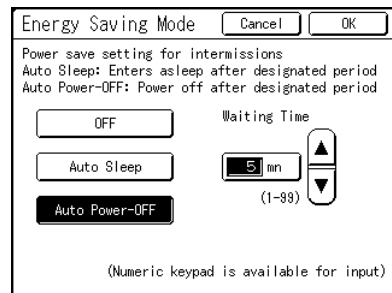 Energy Saving Mode Cancel OK
Power save setting for intermissions
Auto Sleep: Enters asleep after designated period
Auto Power-OFF: Power off after designated period
OFF Waiting Time
Auto Sleep 5 mn
Auto Power-OFF (1-99)
(Numeric keypad is available for input)